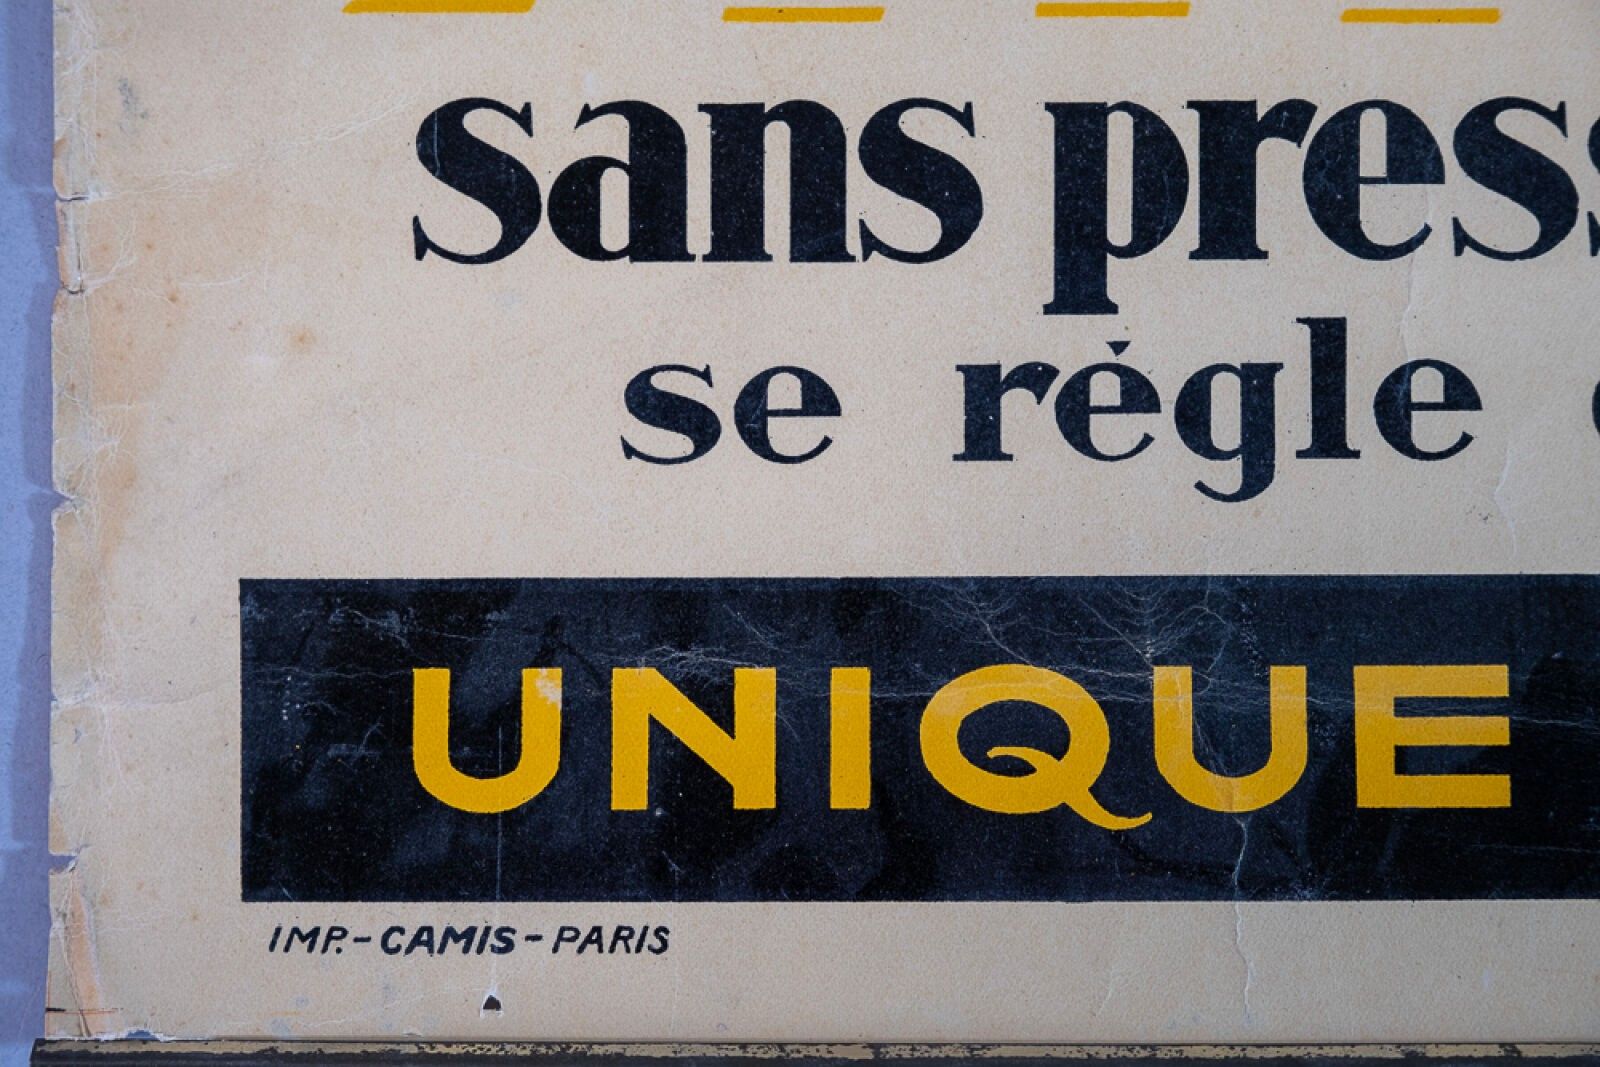 sans press
se régle
UNIQUE
IMP.-CAMIS-PARIS